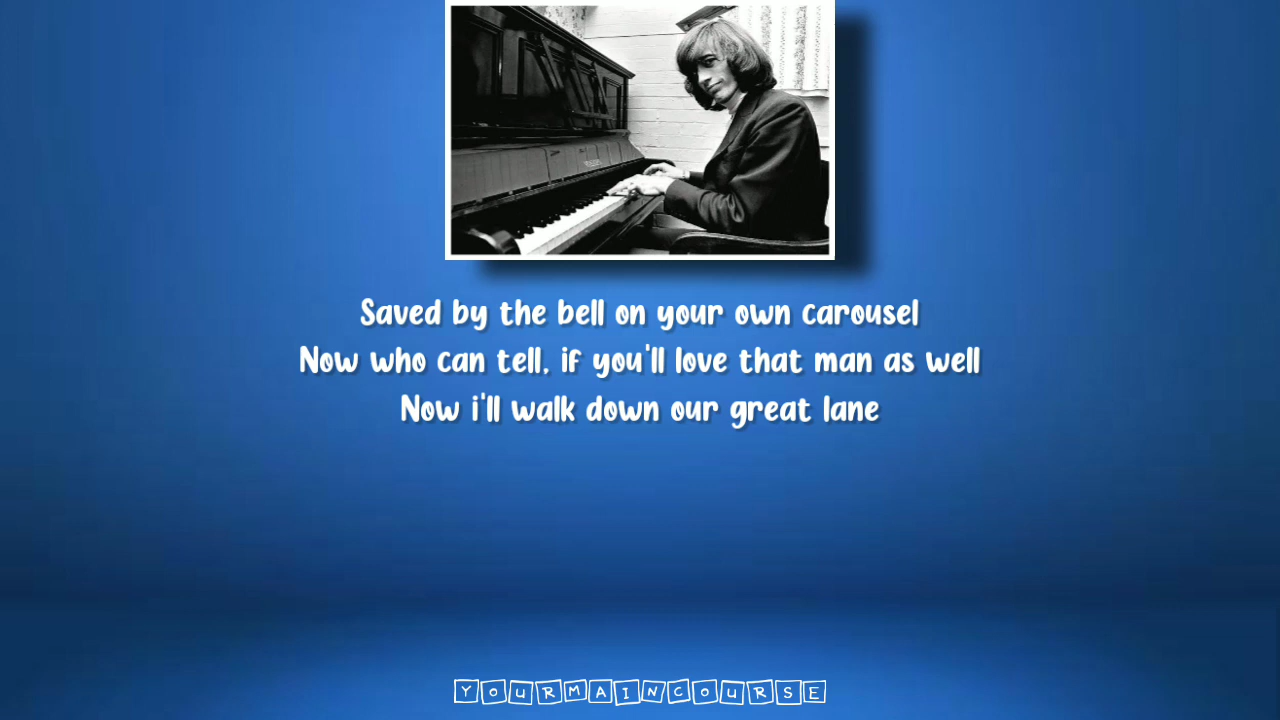 Saved by the bell on your own carousel
Now who can tell, if you'll love that man as well
Now i'll walk down our great lane
YOURMAINCOURSE